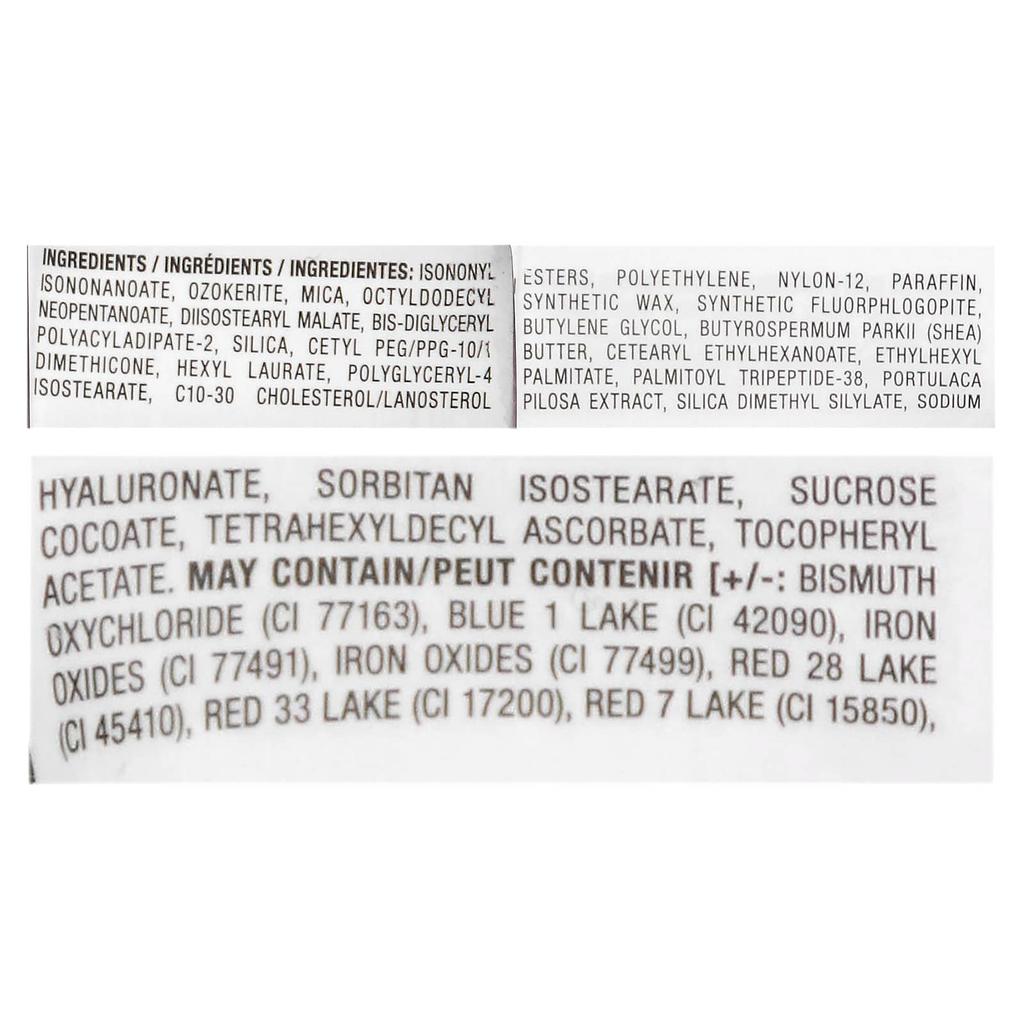 INGREDIENTS / INGRÉDIENTS / INGREDIENTES: ISONONYL
ISONONANOATE, OZOKERITE, MICA, OCTYLDODECYL
NEOPENTANOATE, DIISOSTEARYL MALATE, BIS-DIGLYCERYL
POLYACYLADIPATE-2, SILICA, CETYL PEG/PPG-10/1
DIMETHICONE, HEXYL LAURATE, POLYGLYCERYL-4
ISOSTEARATE, C10-30 CHOLESTEROL/LANOSTEROL
ESTERS, POLYETHYLENE, NYLON-12, PARAFFIN,
SYNTHETIC WAX, SYNTHETIC FLUORPHLOGOPITE,
BUTYLENE GLYCOL, BUTYROSPERMUM PARKII (SHEA)
BUTTER, CETEARYL ETHYLHEXANOATE, ETHYLHEXYL
PALMITATE, PALMITOYL TRIPEPTIDE-38, PORTULACA
PILOSA EXTRACT, SILICA DIMETHYL SILYLATE, SODIUM
HYALURONATE, SORBITAN ISOSTEARATE, SUCROSE
COCOATE, TETRAHEXYLDECYL ASCORBATE, TOCOPHERYL
ACETATE. MAY CONTAIN/PEUT CONTENIR [+/-: BISMUTH
OXYCHLORIDE (CI 77163), BLUE 1 LAKE (CI 42090), IRON
OXIDES (CI 77491), IRON OXIDES (CI 77499), RED 28 LAKE
(CI 45410), RED 33 LAKE (CI 17200), RED 7 LAKE (CI 15850),